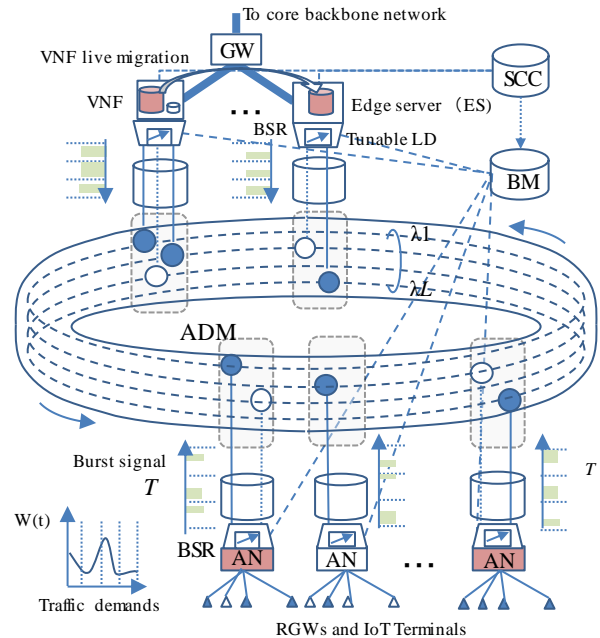 To core backbone network
VNF live migration
GW
SCC
VNF
Edge server （ES）
BSR
Tunable LD
BM
λ1
λL
ADM
Burst signal
T
T
W(t)
BSR
AN
AN
AN
Traffic demands
RGWs and IoT Terminals